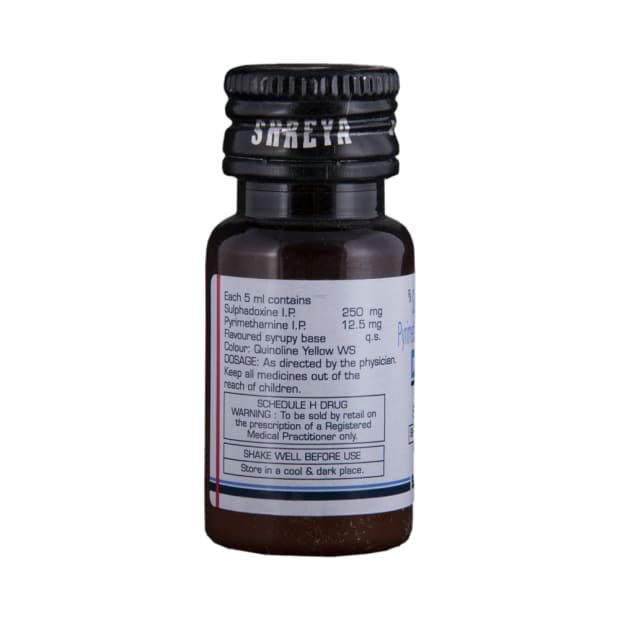 SHREYA
Each 5 ml contains
Sulphadoxine I.P. 250 mg
Pyrimethamine I.P. 12.5 mg
Flavoured syrupy base q.s.
Colour: Quinoline Yellow WS
DOSAGE: As directed by the physician.
Keep all medicines out of the
reach of children.
SCHEDULE H DRUG
WARNING : To be sold by retail on
the prescription of a Registered
Medical Practitioner only.
SHAKE WELL BEFORE USE
Store in a cool & dark place.